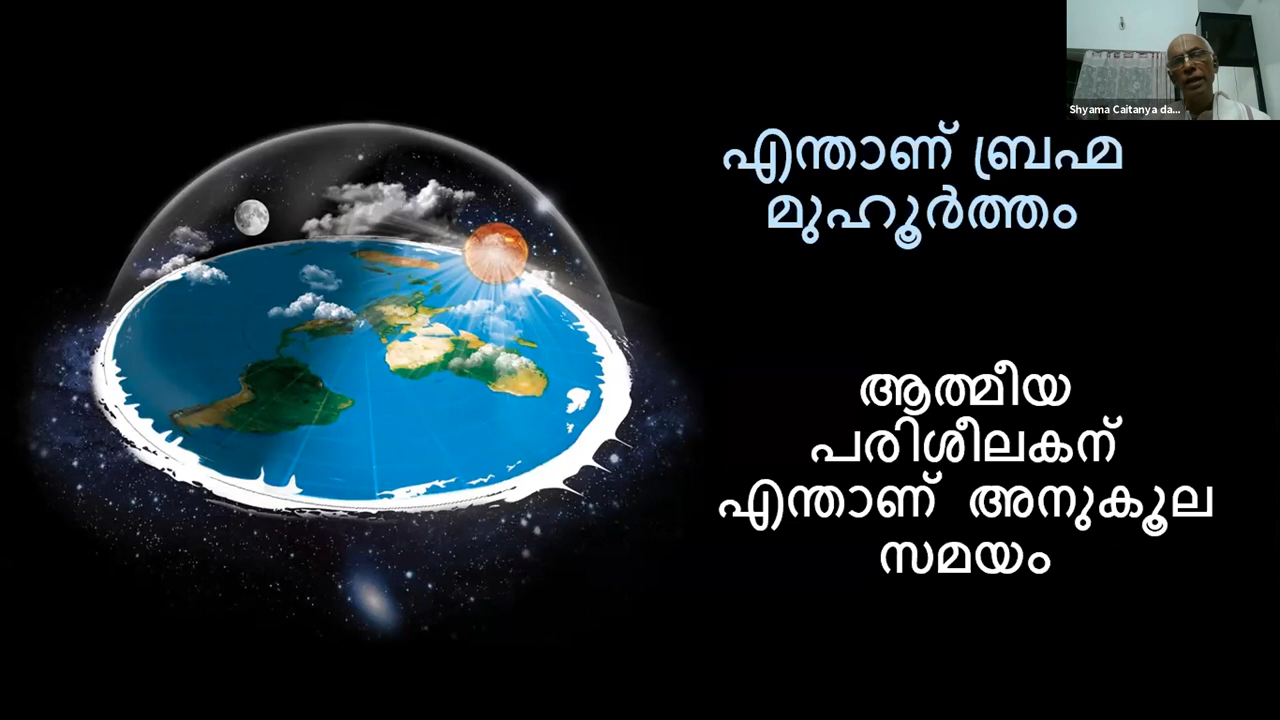 Shyama Caitanya da...
എന്താണ് ബ്രഹ്മ
മുഹൂർത്തം
ആത്മീയ
പരിശീലകന്
എന്താണ് അനുകൂല
സമയം